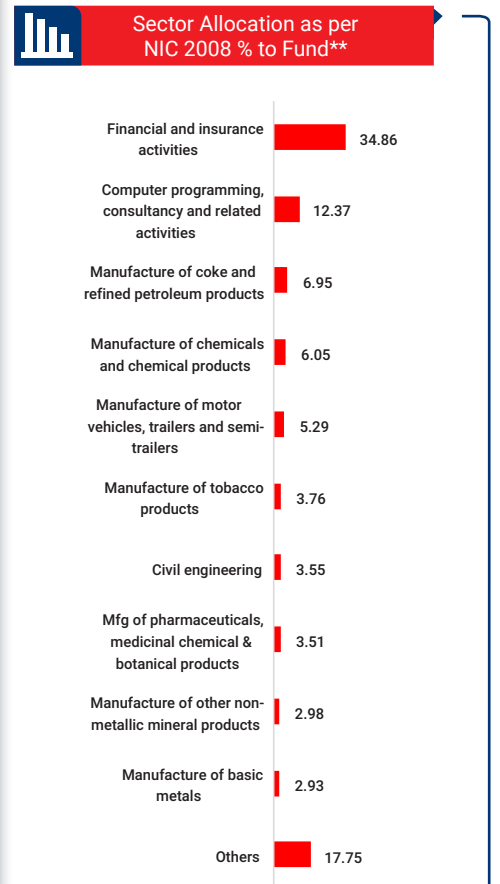 Sector Allocation as per
NIC 2008 % to Fund**
Financial and insurance
activities
34.86
Computer programming,
consultancy and related
activities
12.37
Manufacture of coke and
refined petroleum products
6.95
Manufacture of chemicals
and chemical products
6.05
Manufacture of motor
vehicles, trailers and semi-
trailers
5.29
Manufacture of tobacco
products
3.76
Civil engineering
3.55
Mfg of pharmaceuticals,
medicinal chemical &
botanical products
3.51
Manufacture of other non-
metallic mineral products
2.98
Manufacture of basic
metals
2.93
Others
17.75